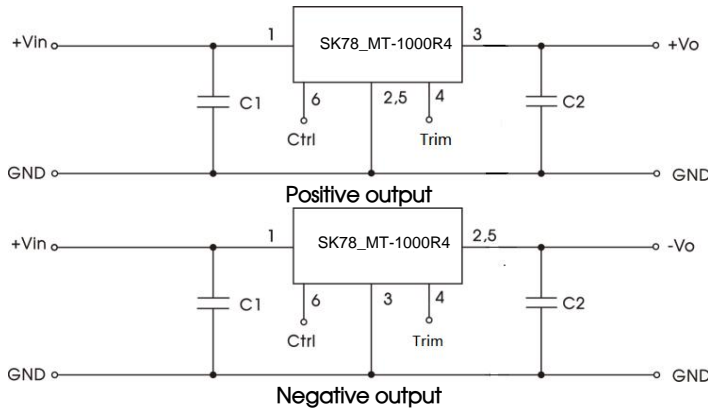 +Vin
1
SK78_MT-1000R4
3
+Vo
C1
6
2,5
4
C2
Ctrl
Trim
GND
GND
Positive output
+Vin
1
SK78_MT-1000R4
2,5
-Vo
C1
6
3
4
C2
Ctrl
Trim
GND
GND
Negative output